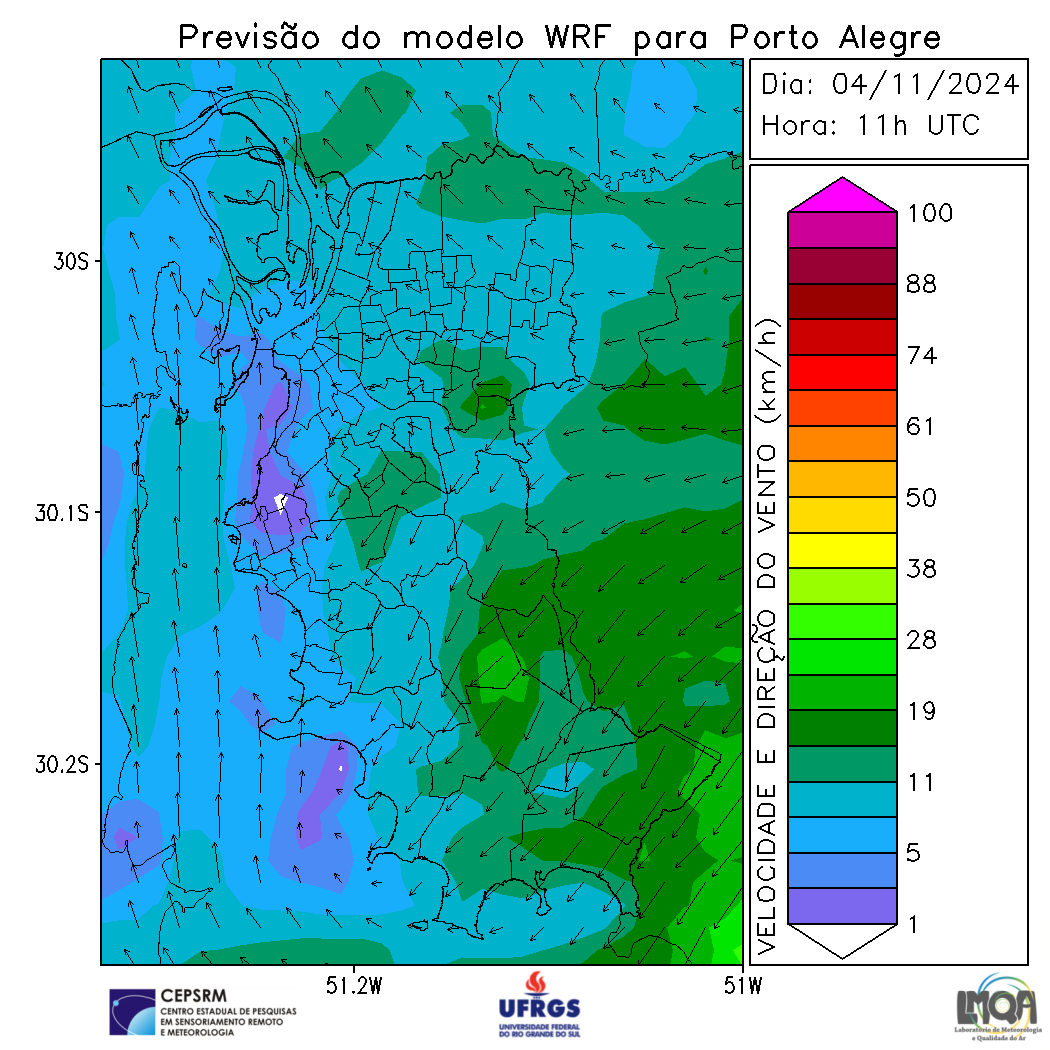 Previsão do modelo WRF para Porto Alegre
Dia: 04/11/2024
Hora: 11h UTC
30S
30.1S
30.2S
51.2W
51W
VELOCIDADE E DIREÇÃO DO VENTO (km/h)
100
88
74
61
50
38
28
19
11
5
1
CEPSRM
CENTRO ESTADUAL DE PESQUISAS
EM SENSORIAMENTO REMOTO
E METEOROLOGIA
UFRGS
UNIVERSIDADE FEDERAL
DO RIO GRANDE DO SUL
LMQA
Laboratório de Meteorologia
e Qualidade do Ar